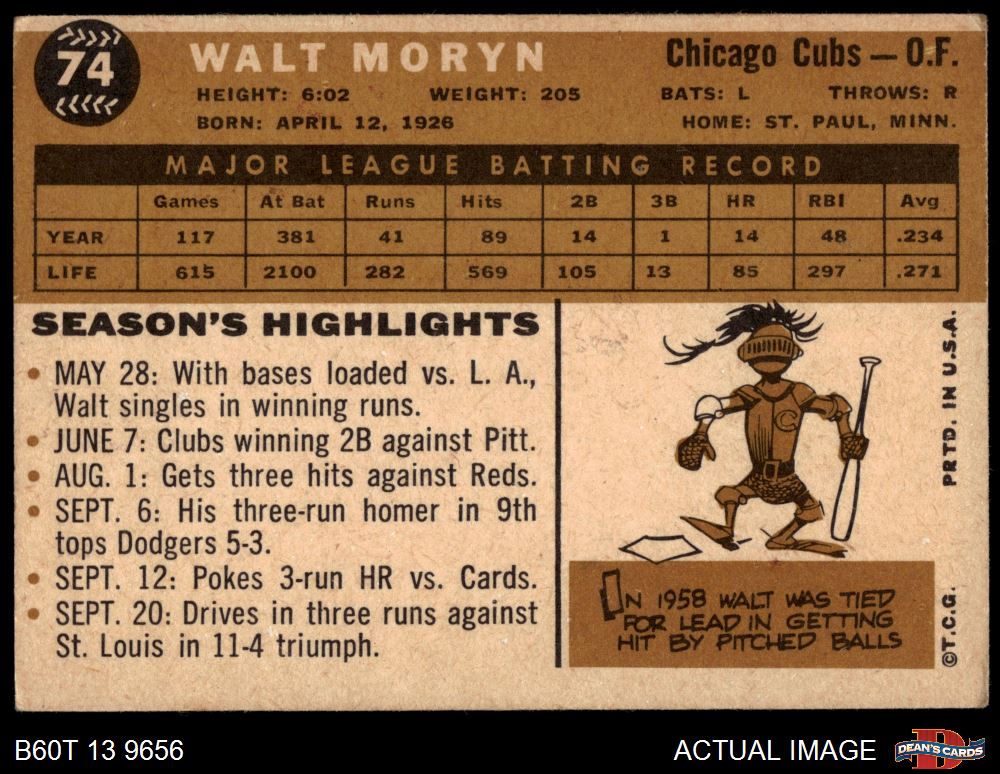 74
WALT MORYN
Chicago Cubs — O.F.
HEIGHT: 6:02 WEIGHT: 205 BATS: L THROWS: R
BORN: APRIL 12, 1926 HOME: ST. PAUL, MINN.
MAJOR LEAGUE BATTING RECORD
Games At Bat Runs Hits 2B 3B HR RBI Avg
YEAR 117 381 41 89 14 1 14 48 .234
LIFE 615 2100 282 569 105 13 85 297 .271
SEASON'S HIGHLIGHTS
• MAY 28: With bases loaded vs. L. A.,
Walt singles in winning runs.
• JUNE 7: Clubs winning 2B against Pitt.
• AUG. 1: Gets three hits against Reds.
• SEPT. 6: His three-run homer in 9th
tops Dodgers 5-3.
• SEPT. 12: Pokes 3-run HR vs. Cards.
• SEPT. 20: Drives in three runs against
St. Louis in 11-4 triumph.
C
IN 1958 WALT WAS TIED
FOR LEAD IN GETTING
HIT BY PITCHED BALLS
©T.C.G. PRTD. IN U.S.A.
B60T 13 9656
ACTUAL IMAGE
D
DEAN'S CARDS